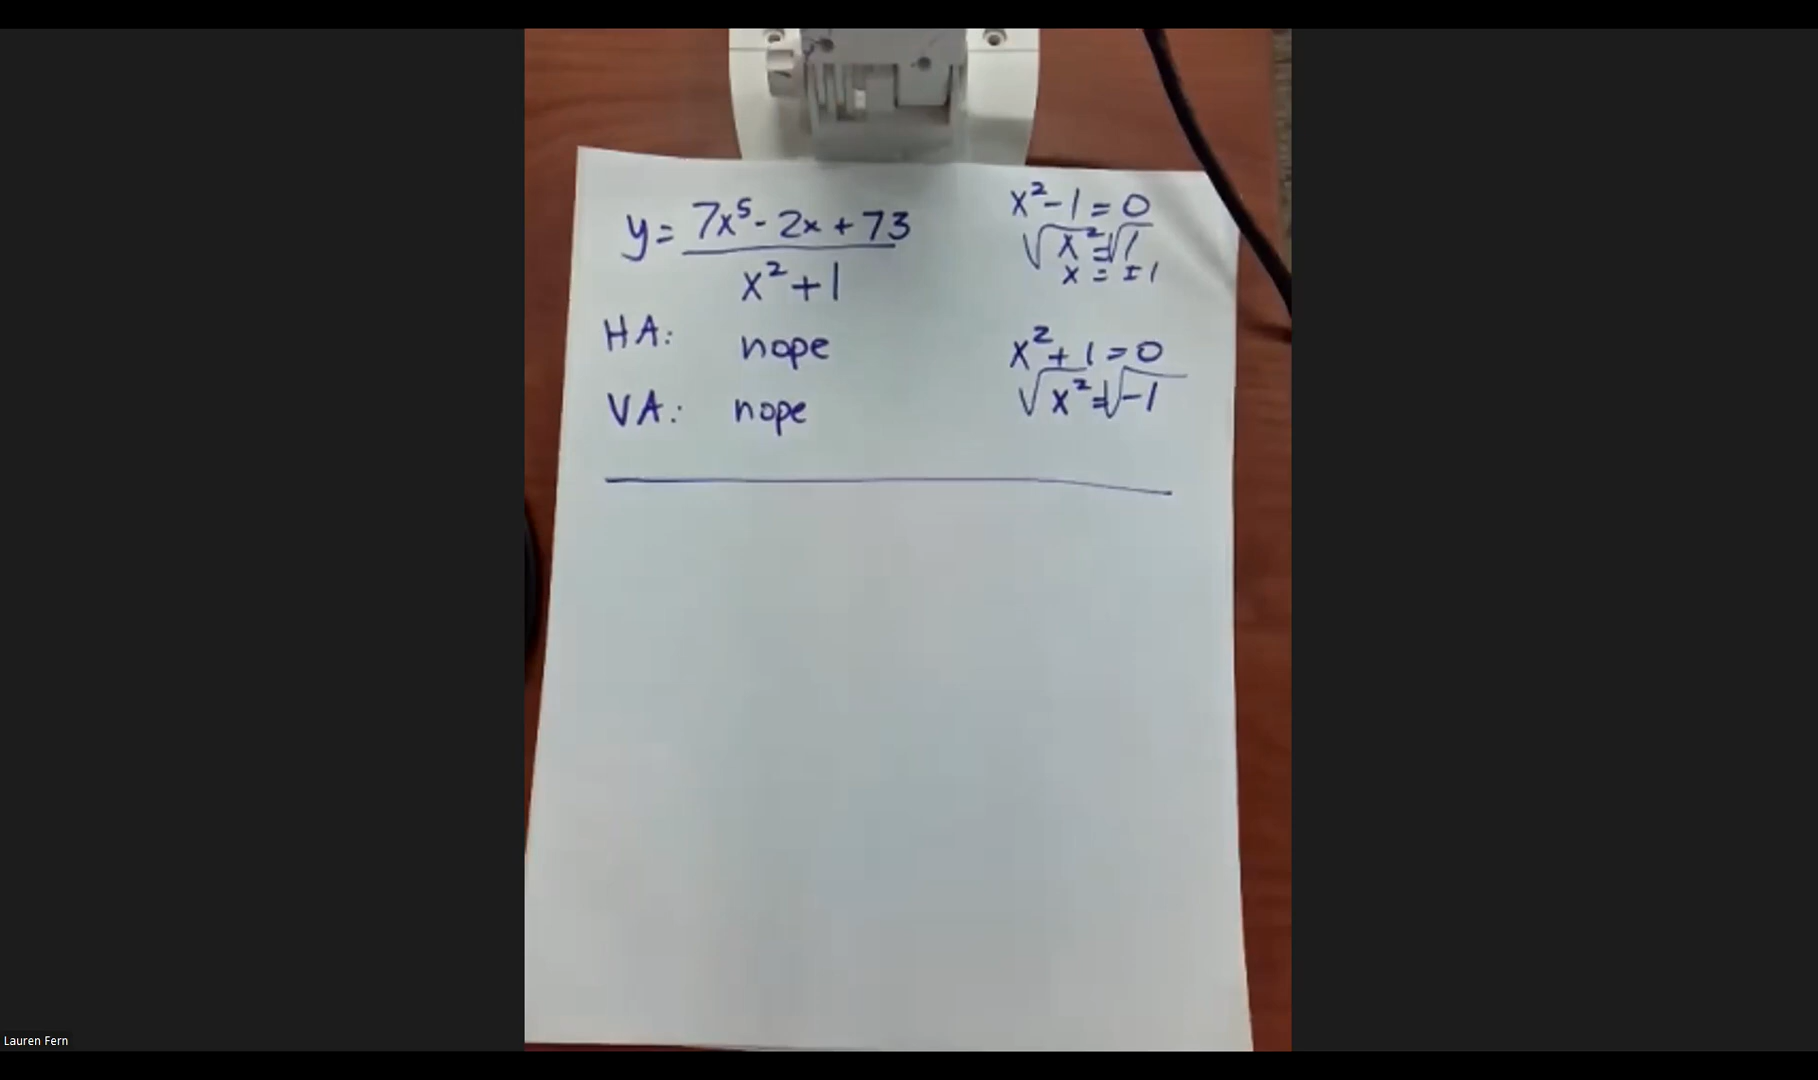 y = 7x⁵ - 2x + 73
x² + 1
HA: nope
VA: nope
x² - 1 = 0
√x² = √1
x = ±1
x² + 1 = 0
√x² = √-1
Lauren Fern